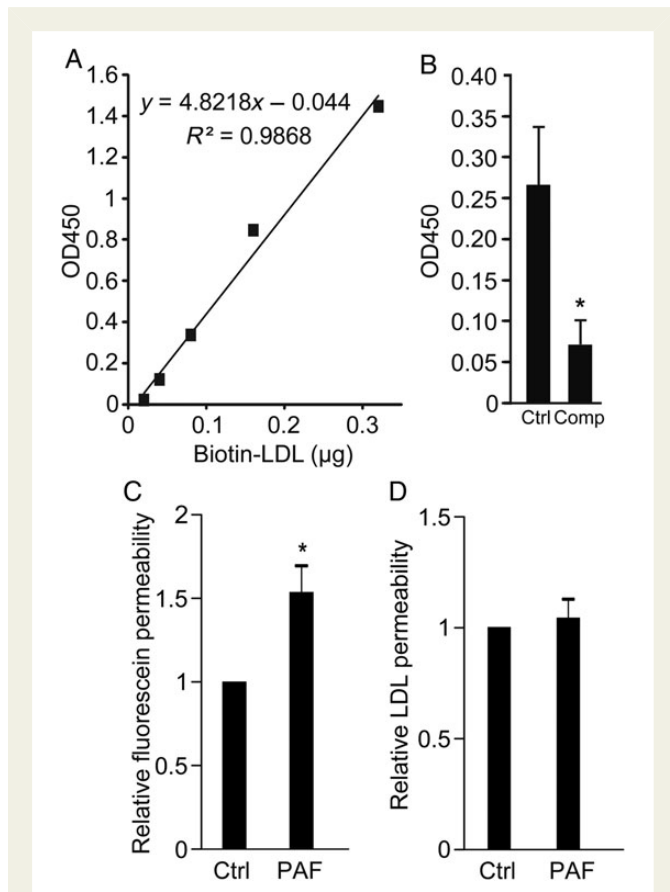 A
1.6
1.4
1.2
1
0.8
0.6
0.4
0.2
0
y = 4.8218x – 0.044
R² = 0.9868
OD450
0
0.1
0.2
0.3
Biotin-LDL (µg)
B
0.40
0.35
0.30
0.25
0.20
0.15
0.10
0.05
0
OD450
*
Ctrl Comp
C
2
1.5
1
0.5
0
Relative fluorescein permeability
*
Ctrl PAF
D
1.5
1
0.5
0
Relative LDL permeability
Ctrl PAF